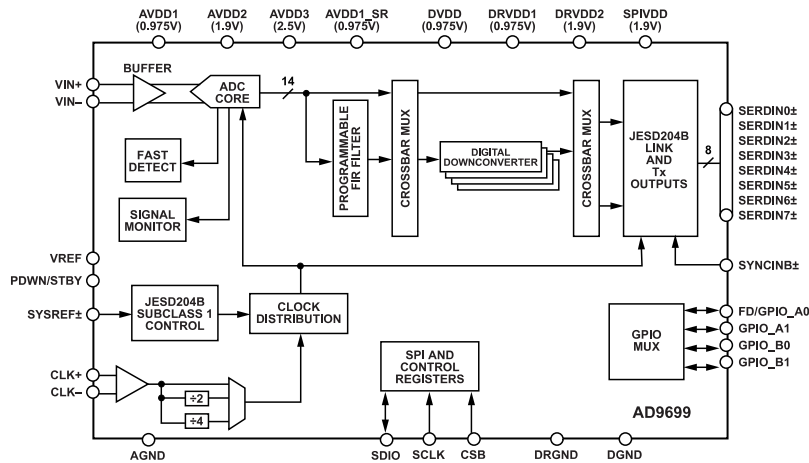 AVDD1 AVDD2 AVDD3 AVDD1_SR DVDD DRVDD1 DRVDD2 SPIVDD
(0.975V) (1.9V) (2.5V) (0.975V) (0.975V) (0.975V) (1.9V) (1.9V)
BUFFER
VIN+
VIN–
ADC
CORE
14
FAST
DETECT
SIGNAL
MONITOR
PROGRAMMABLE
FIR FILTER
CROSSBAR MUX
DIGITAL
DOWNCONVERTER
CROSSBAR MUX
JESD204B
LINK
AND
Tx
OUTPUTS
8
SERDIN0±
SERDIN1±
SERDIN2±
SERDIN3±
SERDIN4±
SERDIN5±
SERDIN6±
SERDIN7±
VREF
PDWN/STBY
SYSREF±
JESD204B
SUBCLASS 1
CONTROL
CLOCK
DISTRIBUTION
SYNCINB±
GPIO
MUX
FD/GPIO_A0
GPIO_A1
GPIO_B0
GPIO_B1
CLK+
CLK–
÷2
÷4
SPI AND
CONTROL
REGISTERS
AD9699
AGND SDIO SCLK CSB DRGND DGND